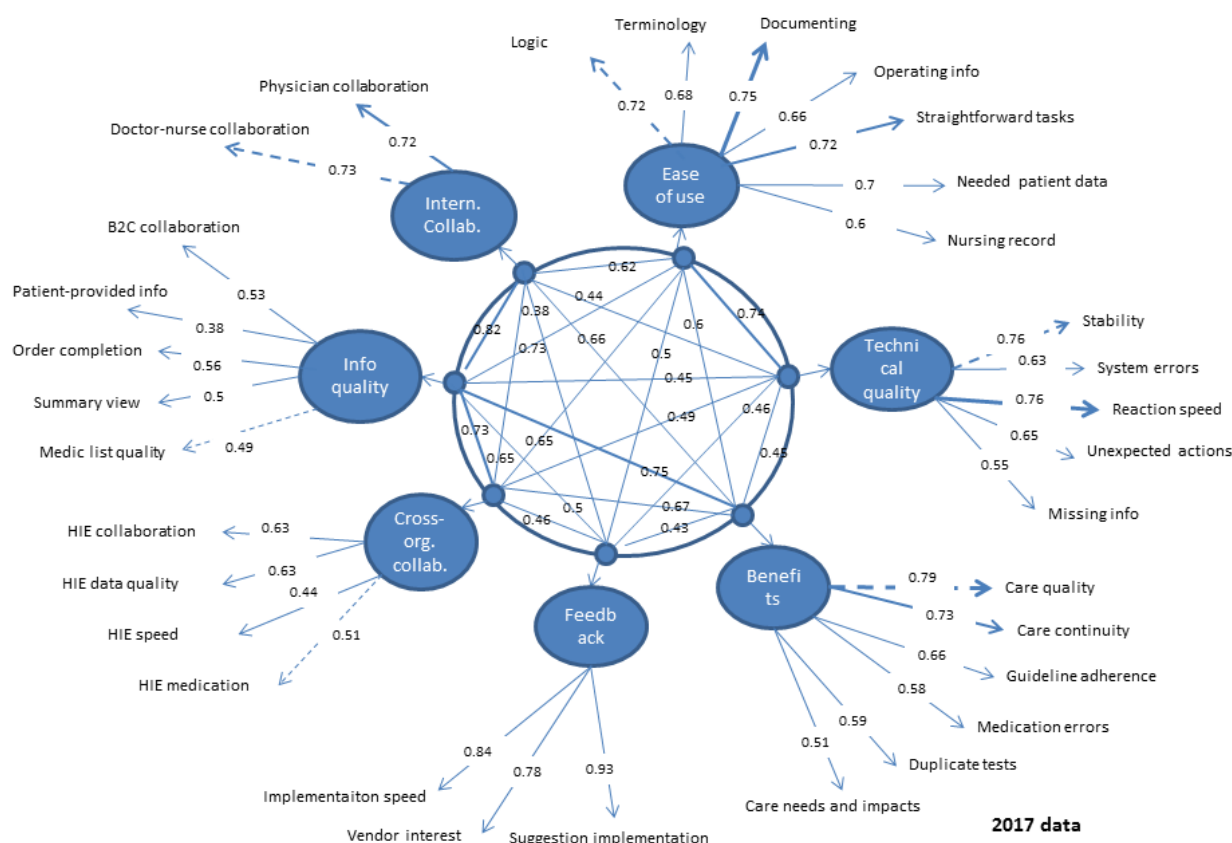 Terminology
Documenting
Logic
Operating info
Physician collaboration
0.72
0.68
0.75
0.66
Straightforward tasks
Doctor-nurse collaboration
0.72
0.72
0.73
Ease
of use
Needed patient data
0.7
Intern.
Collab.
0.6
B2C collaboration
Nursing record
0.62
0.53
0.44
Patient-provided info
0.38
0.74
0.38
0.82
0.6
0.66
0.76
Stability
Order completion
0.56
Info
quality
0.73
0.5
Techni
cal
quality
0.63
System errors
Summary view
0.5
0.45
0.76
Reaction speed
Medic list quality
0.49
0.73
0.65
0.49
0.46
0.65
Unexpected actions
0.65
0.75
0.45
0.55
Missing info
HIE collaboration
0.63
Cross-
org.
collab.
0.46
0.5
0.67
0.43
HIE data quality
0.63
Benefi
ts
0.79
Care quality
0.44
0.73
Care continuity
HIE speed
0.51
Feedb
ack
0.66
Guideline adherence
HIE medication
0.58
Medication errors
0.59
0.51
Duplicate tests
0.84
0.78
0.93
Implementaiton speed
Care needs and impacts
Vendor interest
Suggestion implementation
2017 data